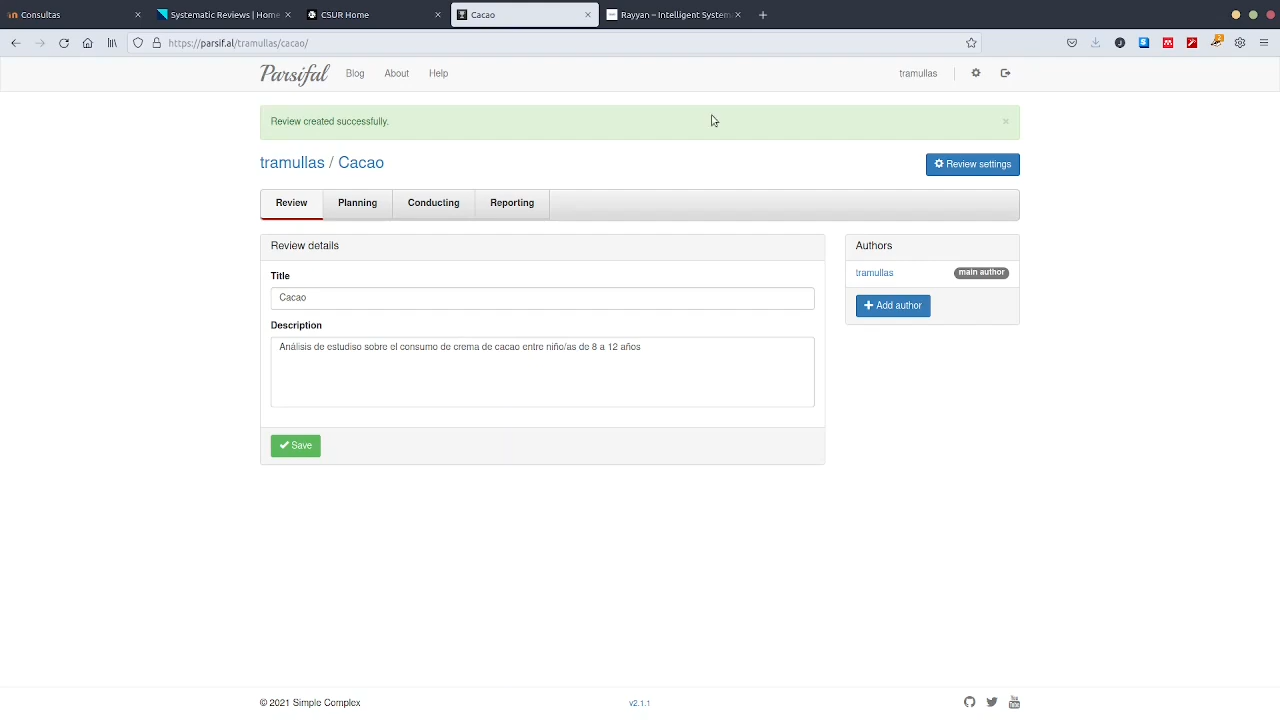 Consultas
Systematic Reviews | Home
CSUR Home
Cacao
Rayyan – Intelligent System
https://parsif.al/tramullas/cacao/
Parsifal
Blog
About
Help
tramullas
Review created successfully.
×
tramullas / Cacao
Review settings
Review
Planning
Conducting
Reporting
Review details
Title
Cacao
Description
Análisis de estudiso sobre el consumo de crema de cacao entre niño/as de 8 a 12 años
Save
Authors
tramullas
main author
Add author
© 2021 Simple Complex
v2.1.1